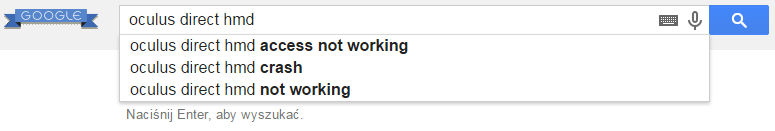 GOOGLE
oculus direct hmd
oculus direct hmd access not working
oculus direct hmd crash
oculus direct hmd not working
Naciśnij Enter, aby wyszukać.